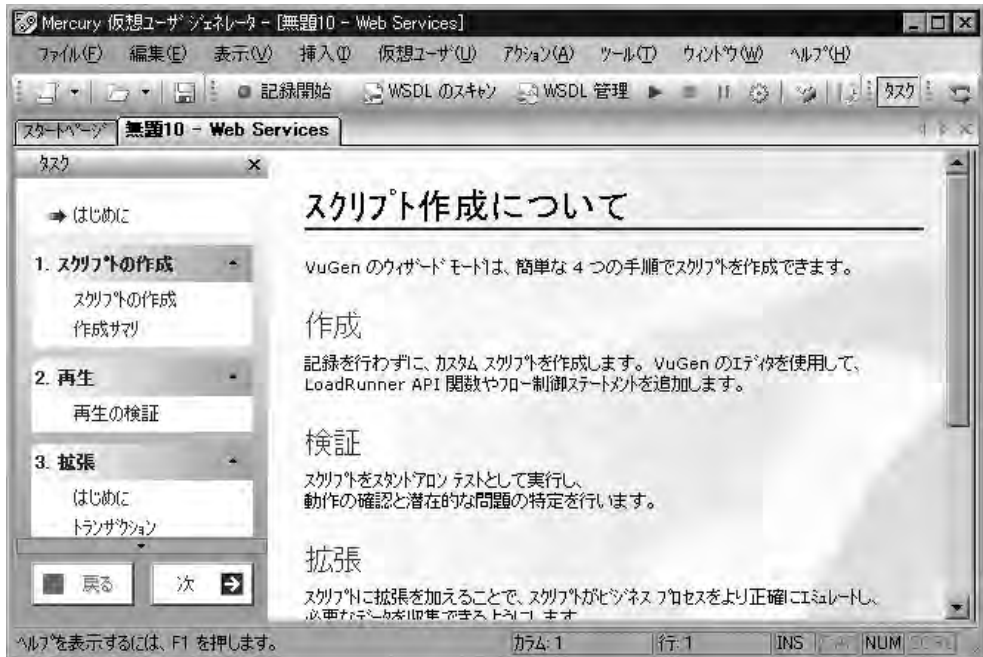 Mercury 仮想ユーザ ジェネレータ - [無題10 - Web Services]
ファイル(F) 編集(E) 表示(V) 挿入(I) 仮想ユーザ(U) アクション(A) ツール(T) ウィンドウ(W) ヘルプ(H)
記録開始 WSDL のスキャン WSDL 管理 タスク
スタートページ 無題10 - Web Services
タスク
はじめに
1. スクリプトの作成
スクリプトの作成
作成サマリ
2. 再生
再生の検証
3. 拡張
はじめに
トランザクション
戻る 次
スクリプト作成について
VuGen のウィザード モードは、簡単な 4 つの手順でスクリプトを作成できます。
作成
記録を行わずに、カスタム スクリプトを作成します。 VuGen のエディタを使用して、
LoadRunner API 関数やフロー制御ステートメントを追加します。
検証
スクリプトをスタンドアロン テストとして実行し、
動作の確認と潜在的な問題の特定を行います。
拡張
スクリプトに拡張を加えることで、スクリプトがビジネス プロセスをより正確にエミュレートし、
必要なデータを収集できるようにします
ヘルプを表示するには、F1 を押します。 カラム: 1 行: 1 INS NUM